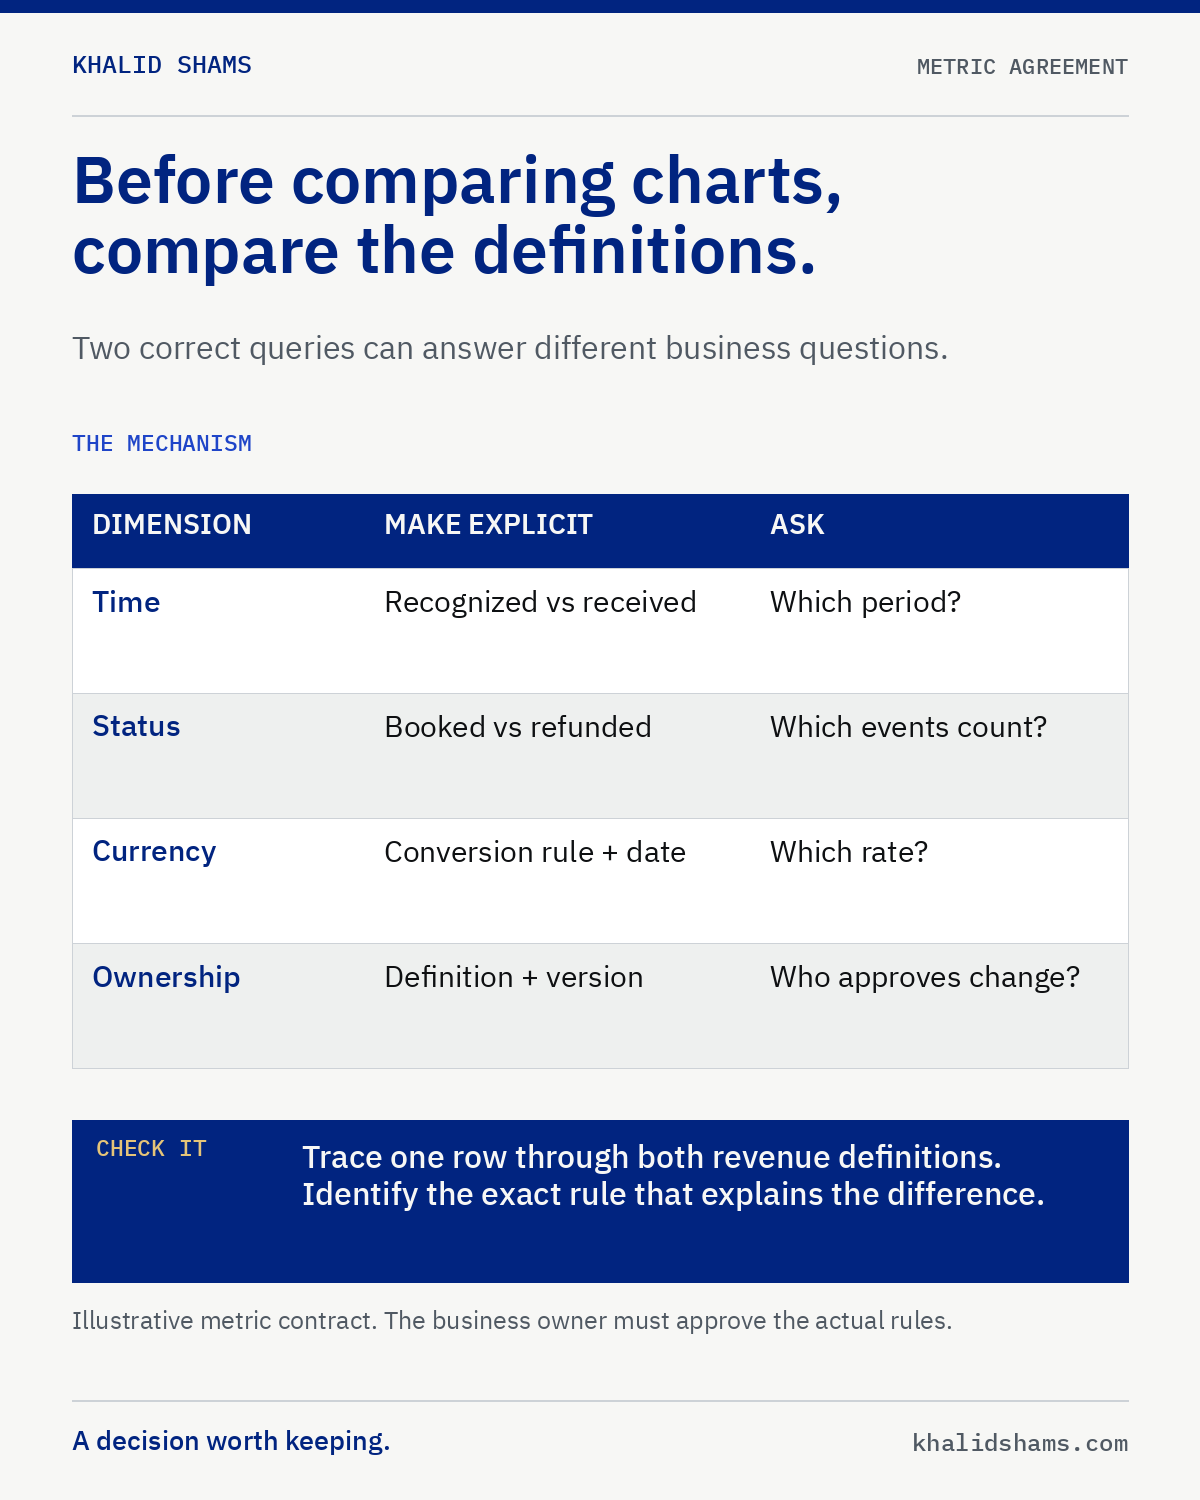 KHALID SHAMS
METRIC AGREEMENT
Before comparing charts,
compare the definitions.
Two correct queries can answer different business questions.
THE MECHANISM
DIMENSION MAKE EXPLICIT ASK
Time Recognized vs received Which period?
Status Booked vs refunded Which events count?
Currency Conversion rule + date Which rate?
Ownership Definition + version Who approves change?
CHECK IT
Trace one row through both revenue definitions.
Identify the exact rule that explains the difference.
Illustrative metric contract. The business owner must approve the actual rules.
A decision worth keeping.
khalidshams.com